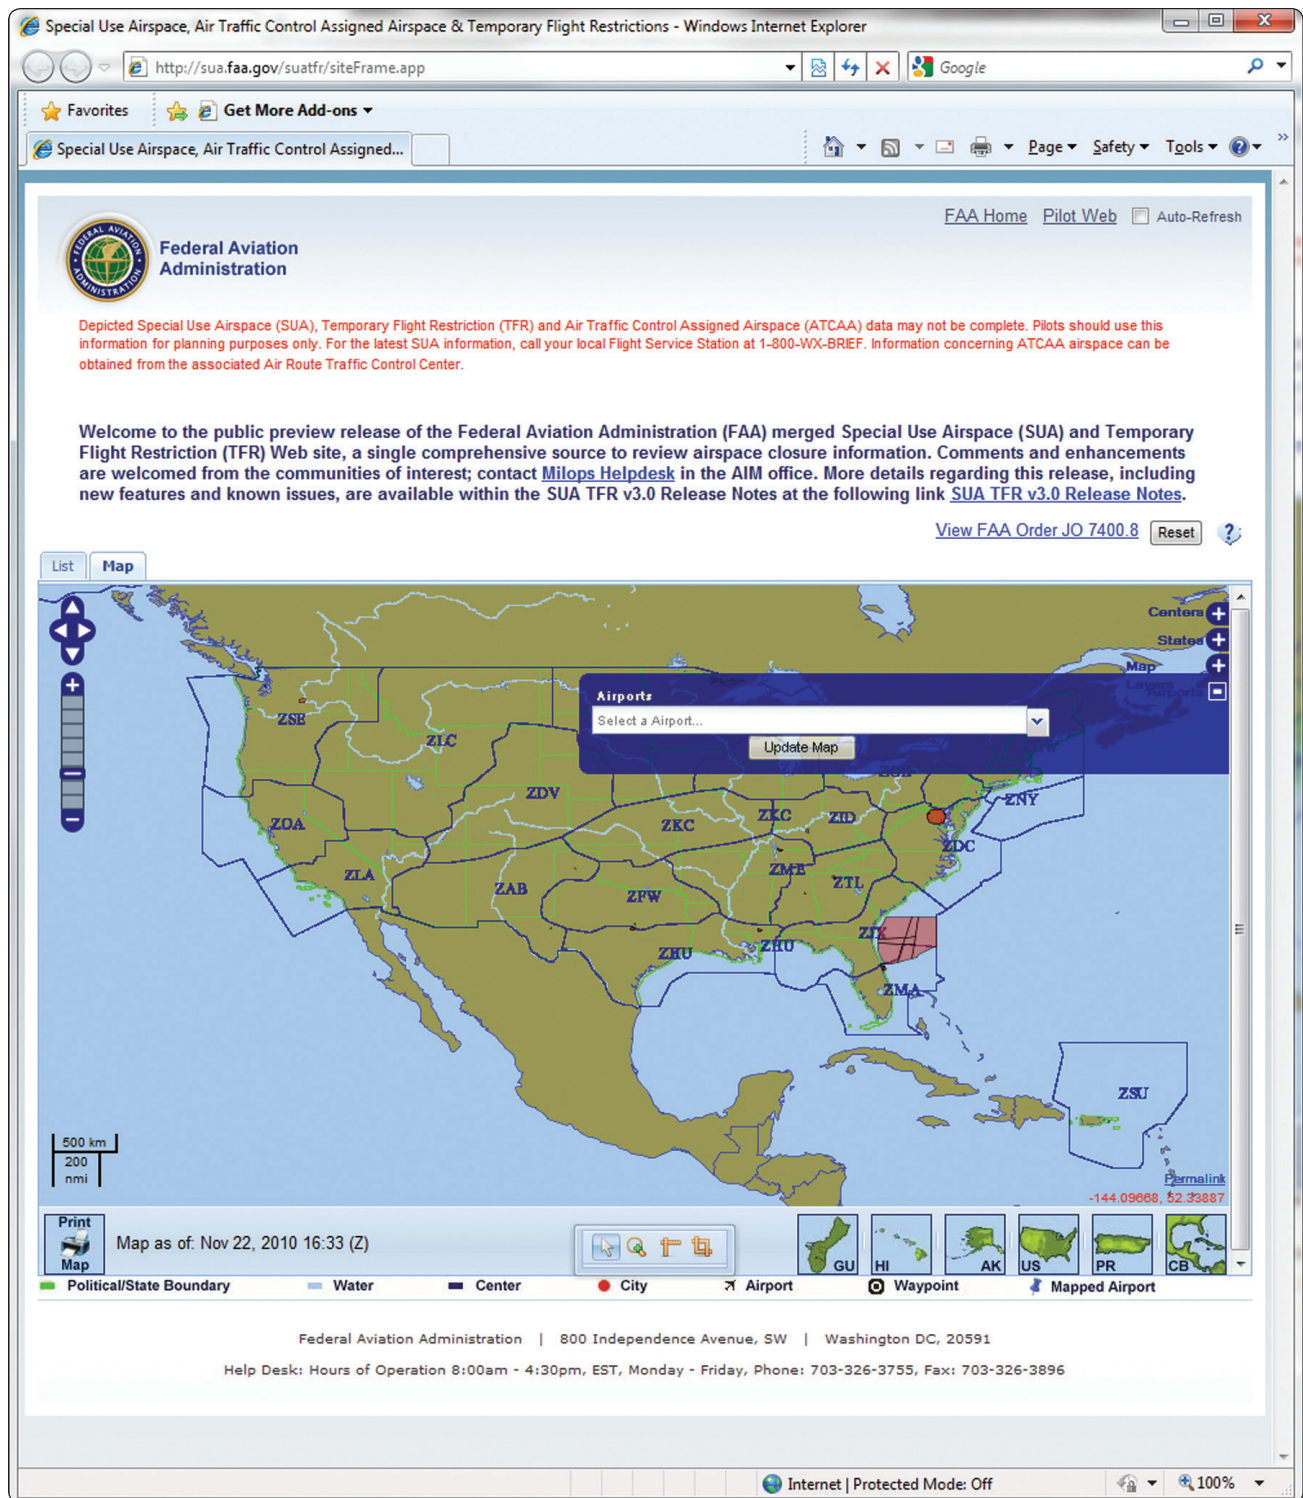 Special Use Airspace, Air Traffic Control Assigned Airspace & Temporary Flight Restrictions - Windows Internet Explorer
http://sua.faa.gov/suatfr/siteFrame.app
Google
Favorites
Get More Add-ons
Special Use Airspace, Air Traffic Control Assigned...
Page
Safety
Tools
FAA Home Pilot Web Auto-Refresh
FEDERAL AVIATION ADMINISTRATION
Federal Aviation
Administration
Depicted Special Use Airspace (SUA), Temporary Flight Restriction (TFR) and Air Traffic Control Assigned Airspace (ATCAA) data may not be complete. Pilots should use this
information for planning purposes only. For the latest SUA information, call your local Flight Service Station at 1-800-WX-BRIEF. Information concerning ATCAA airspace can be
obtained from the associated Air Route Traffic Control Center.
Welcome to the public preview release of the Federal Aviation Administration (FAA) merged Special Use Airspace (SUA) and Temporary
Flight Restriction (TFR) Web site, a single comprehensive source to review airspace closure information. Comments and enhancements
are welcomed from the communities of interest; contact Milops Helpdesk in the AIM office. More details regarding this release, including
new features and known issues, are available within the SUA TFR v3.0 Release Notes at the following link SUA TFR v3.0 Release Notes.
View FAA Order JO 7400.8 Reset ?
List Map
Centers +
States +
Map +
Layers
Airports
Airports
Select a Airport...
Update Map
ZSE
ZLC
ZDV
ZNY
ZOA
ZKC
ZKC
ZID
ZDC
ZLA
ZAB
ZFW
ZME
ZTL
ZJX
ZHU
ZHU
ZMA
ZSU
500 km
200
nmi
Permalink
-144.09668, 52.33887
Print
Map
Map as of: Nov 22, 2010 16:33 (Z)
GU HI AK US PR CB
Political/State Boundary Water Center City Airport Waypoint Mapped Airport
Federal Aviation Administration | 800 Independence Avenue, SW | Washington DC, 20591
Help Desk: Hours of Operation 8:00am - 4:30pm, EST, Monday - Friday, Phone: 703-326-3755, Fax: 703-326-3896
Internet | Protected Mode: Off
100%